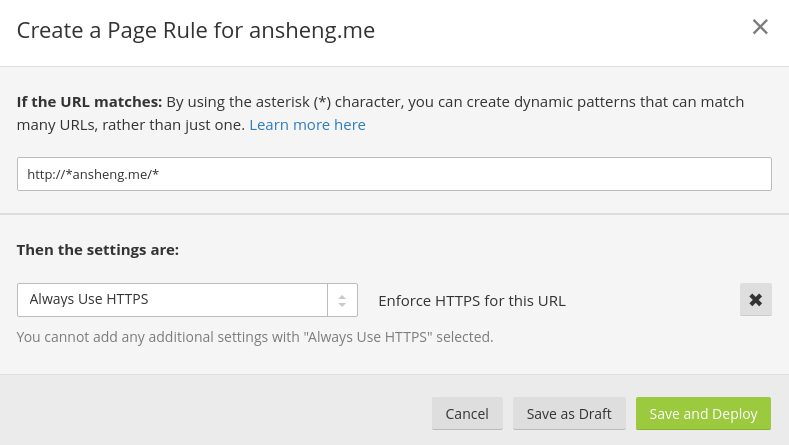 Create a Page Rule for ansheng.me
If the URL matches: By using the asterisk (*) character, you can create dynamic patterns that can match
many URLs, rather than just one. Learn more here
http://*ansheng.me/*
Then the settings are:
Always Use HTTPS
Enforce HTTPS for this URL
You cannot add any additional settings with "Always Use HTTPS" selected.
Cancel
Save as Draft
Save and Deploy